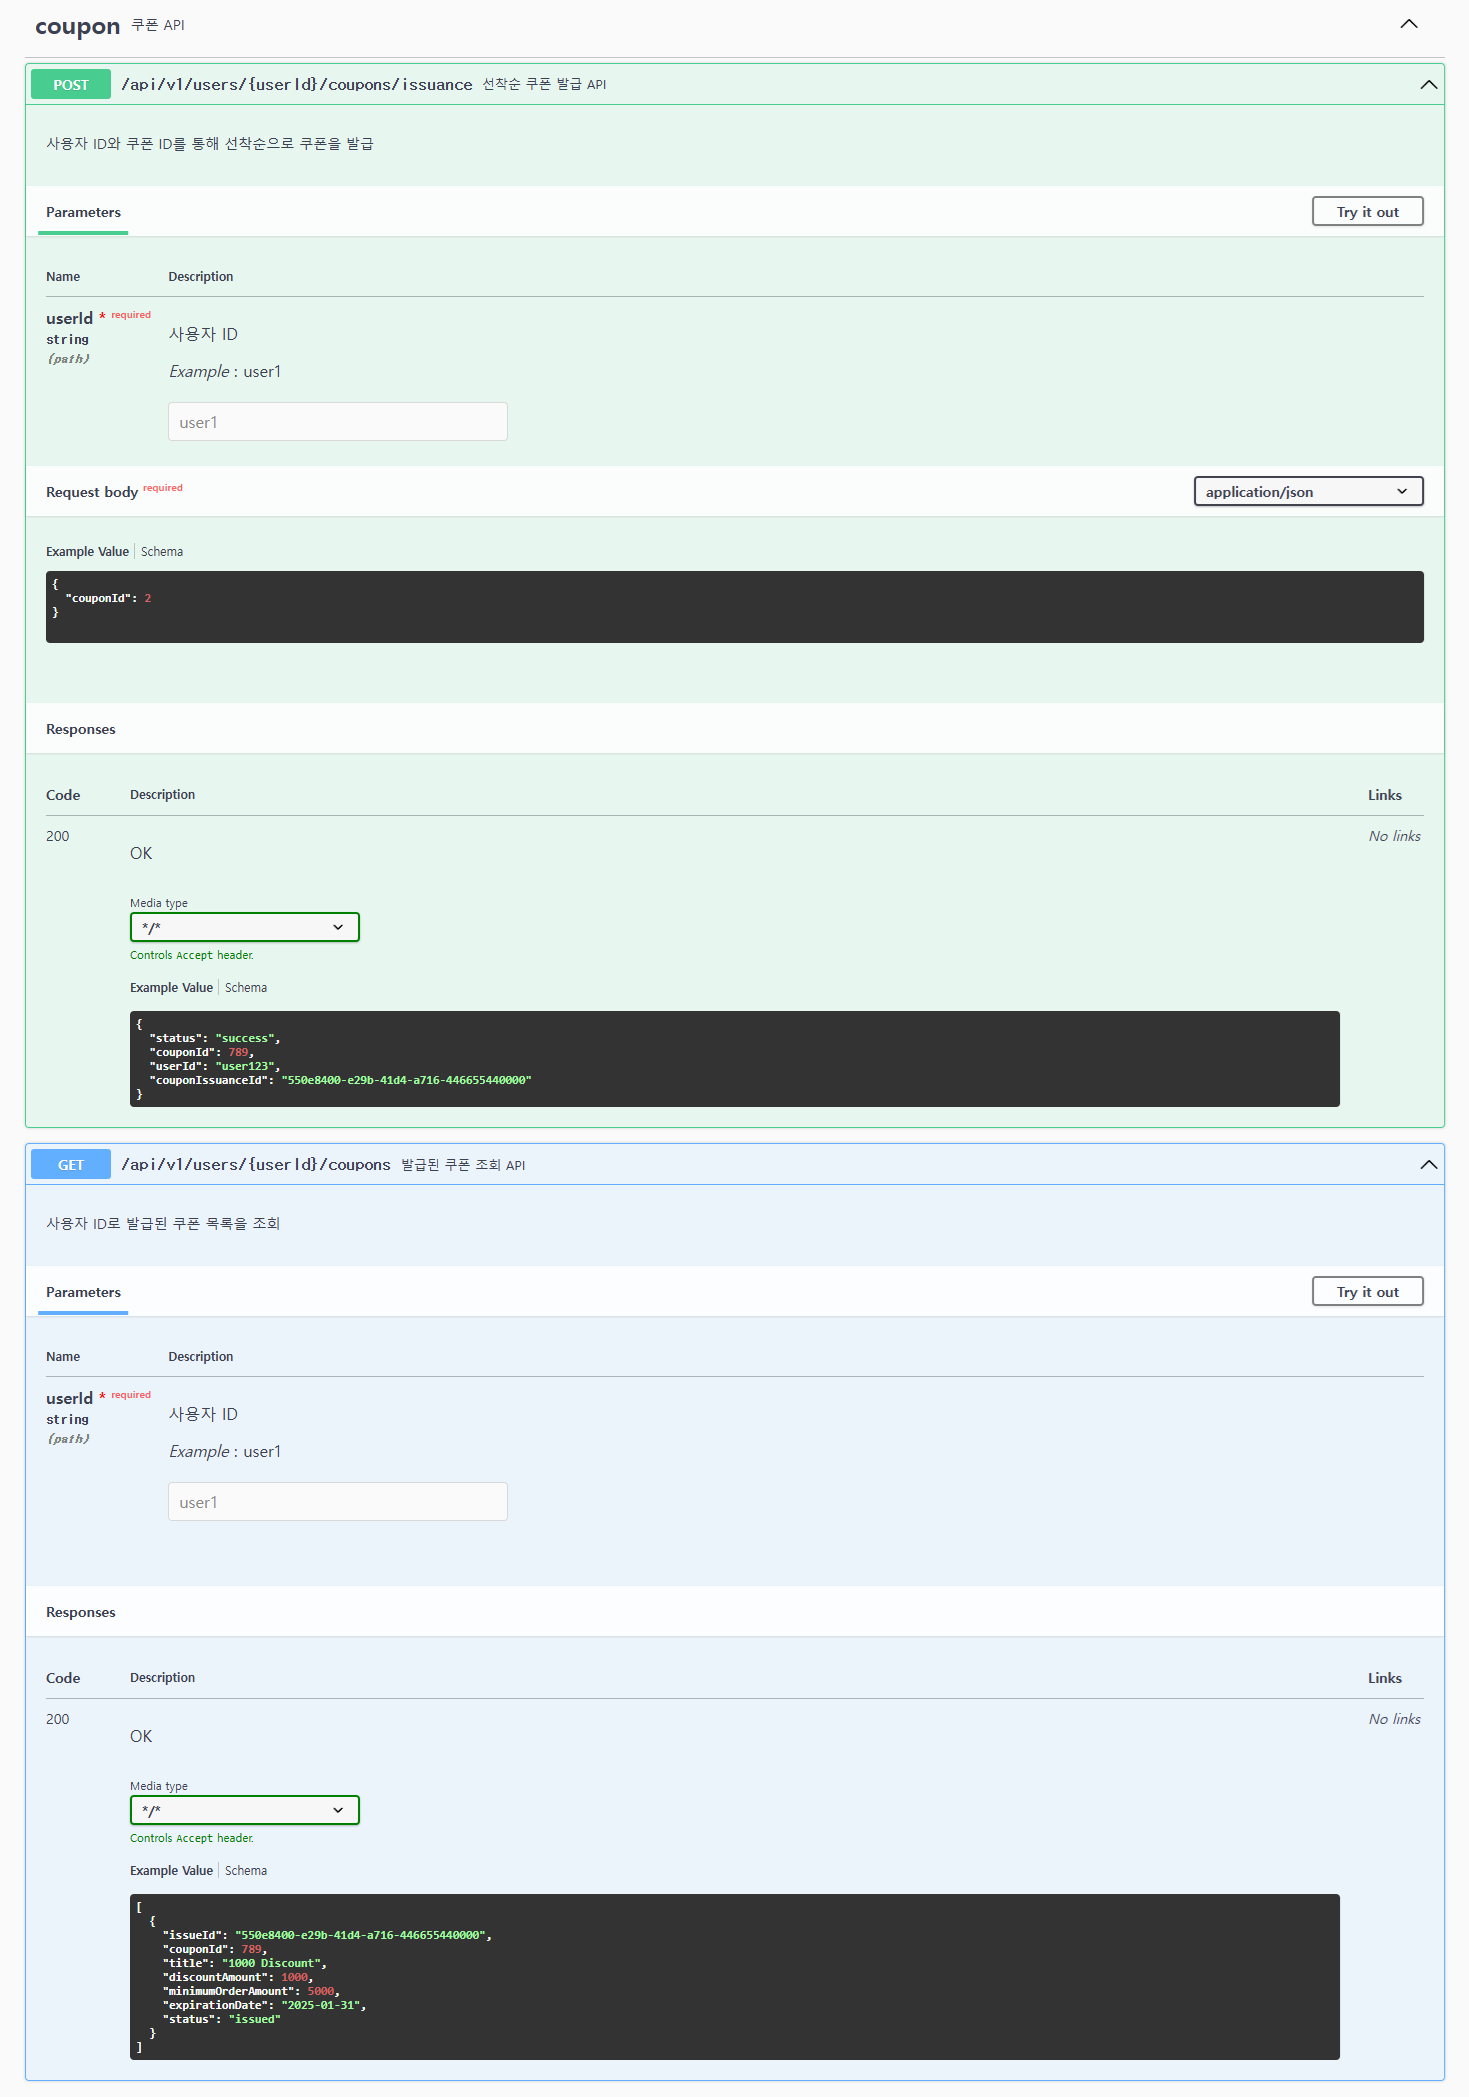 coupon 쿠폰 API
POST /api/v1/users/{userId}/coupons/issuance 선착순 쿠폰 발급 API
사용자 ID와 쿠폰 ID를 통해 선착순으로 쿠폰을 발급
Parameters Try it out
Name Description
userId * required
string
(path)
사용자 ID
Example : user1
user1
Request body required application/json
Example Value Schema
{
"couponId": 2
}
Responses
Code Description Links
200 OK No links
Media type
*/*
Controls Accept header.
Example Value Schema
{
"status": "success",
"couponId": 789,
"userId": "user123",
"couponIssuanceId": "550e8400-e29b-41d4-a716-446655440000"
}
GET /api/v1/users/{userId}/coupons 발급된 쿠폰 조회 API
사용자 ID로 발급된 쿠폰 목록을 조회
Parameters Try it out
Name Description
userId * required
string
(path)
사용자 ID
Example : user1
user1
Responses
Code Description Links
200 OK No links
Media type
*/*
Controls Accept header.
Example Value Schema
[
{
"issueId": "550e8400-e29b-41d4-a716-446655440000",
"couponId": 789,
"title": "1000 Discount",
"discountAmount": 1000,
"minimumOrderAmount": 5000,
"expirationDate": "2025-01-31",
"status": "issued"
}
]